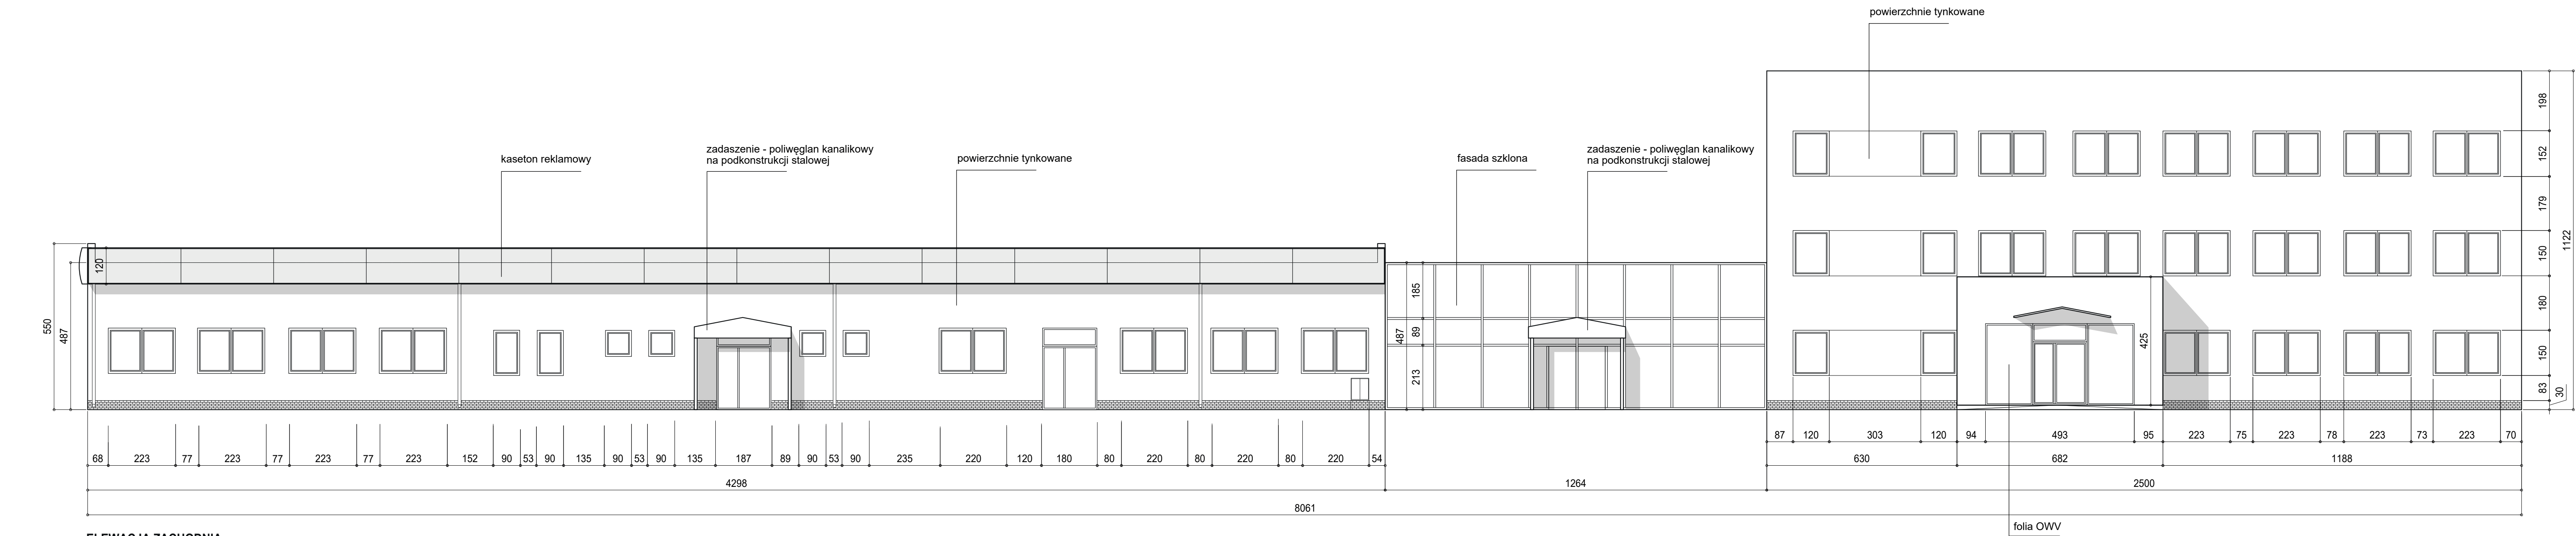 powierzchnie tynkowane
kaseton reklamowy
zadaszenie - poliwęglan kanalikowy
na podkonstrukcji stalowej
powierzchnie tynkowane
fasada szklona
zadaszenie - poliwęglan kanalikowy
na podkonstrukcji stalowej
550
487
120
185
487
89
213
425
198
152
179
150
180
150
83
30
1122
87 120 303 120 94 493 95 223 75 223 78 223 73 223 70
68 223 77 223 77 223 77 223 152 90 53 90 135 90 53 90 135 187 89 90 53 90 235 220 120 180 80 220 80 220 80 220 54
630 682 1188
4298 1264 2500
8061
folia OWV
ELEWACJA ZACHODNIA